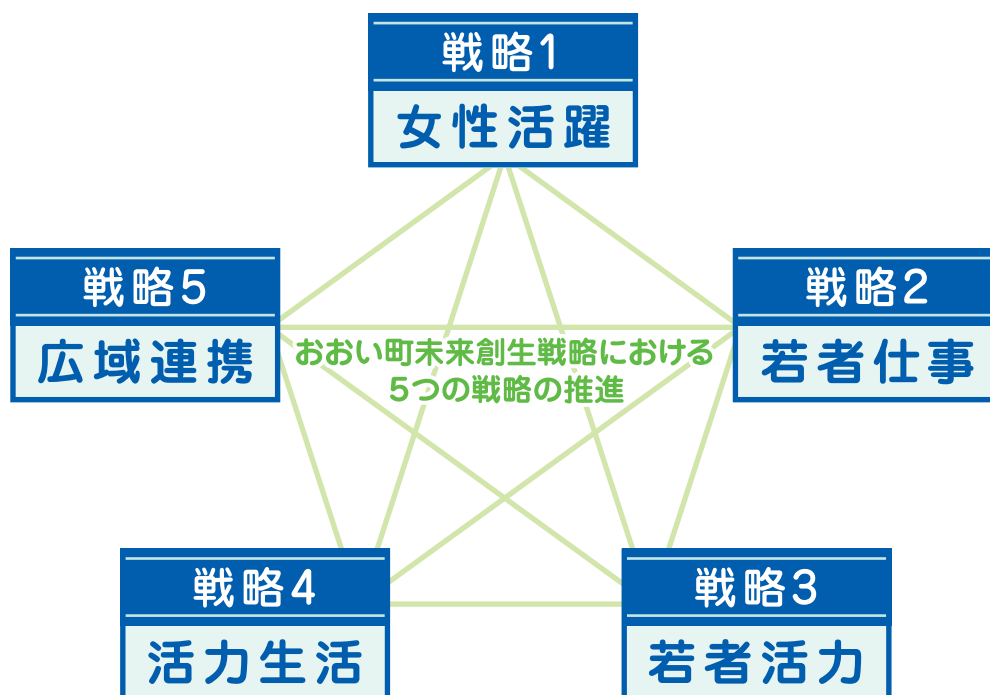 戦略1
女性活躍
戦略5
広域連携
戦略2
若者仕事
おおい町未来創生戦略における
5つの戦略の推進
戦略4
活力生活
戦略3
若者活力